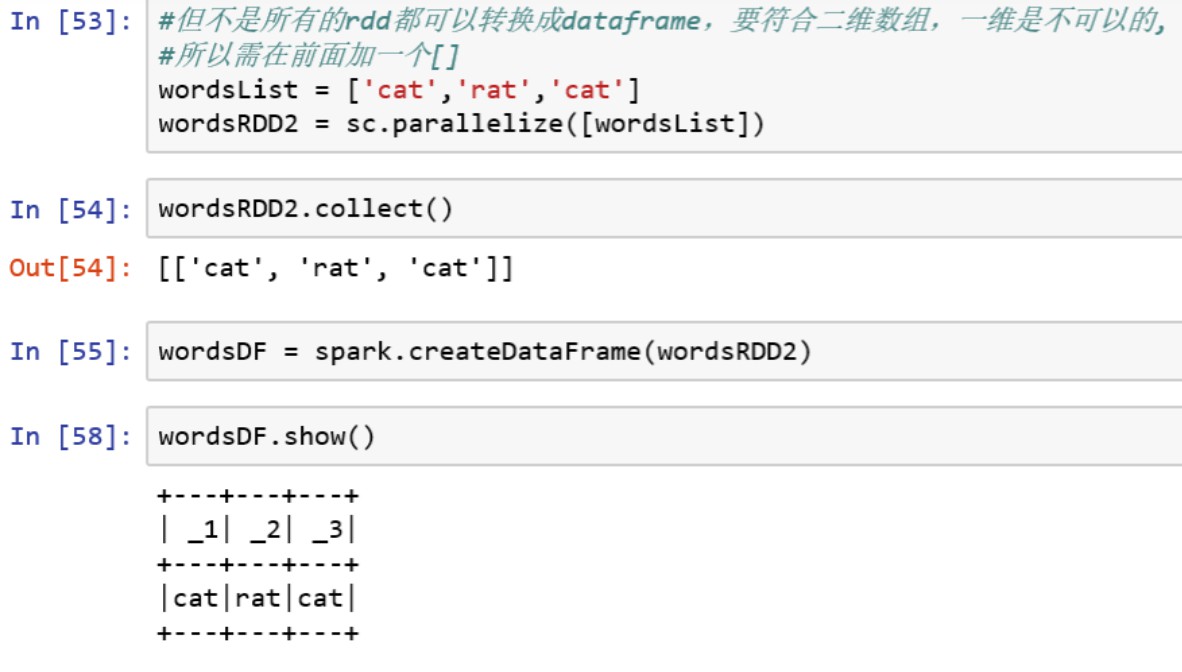 In [53]: #但不是所有的rdd都可以转换成dataframe，要符合二维数组，一维是不可以的,
#所以需在前面加一个[]
wordsList = ['cat','rat','cat']
wordsRDD2 = sc.parallelize([wordsList])
In [54]: wordsRDD2.collect()
Out[54]: [['cat', 'rat', 'cat']]
In [55]: wordsDF = spark.createDataFrame(wordsRDD2)
In [58]: wordsDF.show()
+---+---+---+
| _1| _2| _3|
+---+---+---+
|cat|rat|cat|
+---+---+---+